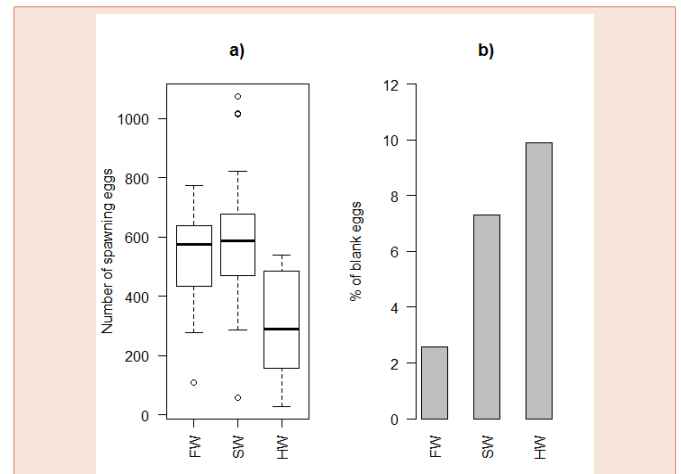 a)
Number of spawning eggs
1000
800
600
400
200
0
FW
SW
HW
b)
% of blank eggs
12
10
8
6
4
2
0
FW
SW
HW